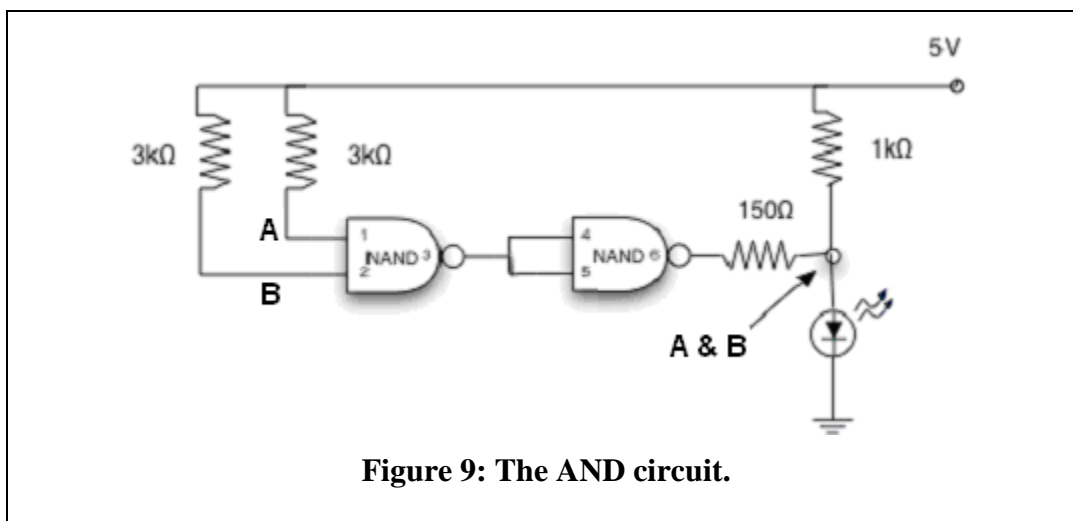 5V
3kΩ
3kΩ
1kΩ
150Ω
A
1
NAND 3
2
B
4
NAND 6
5
A & B
Figure 9: The AND circuit.